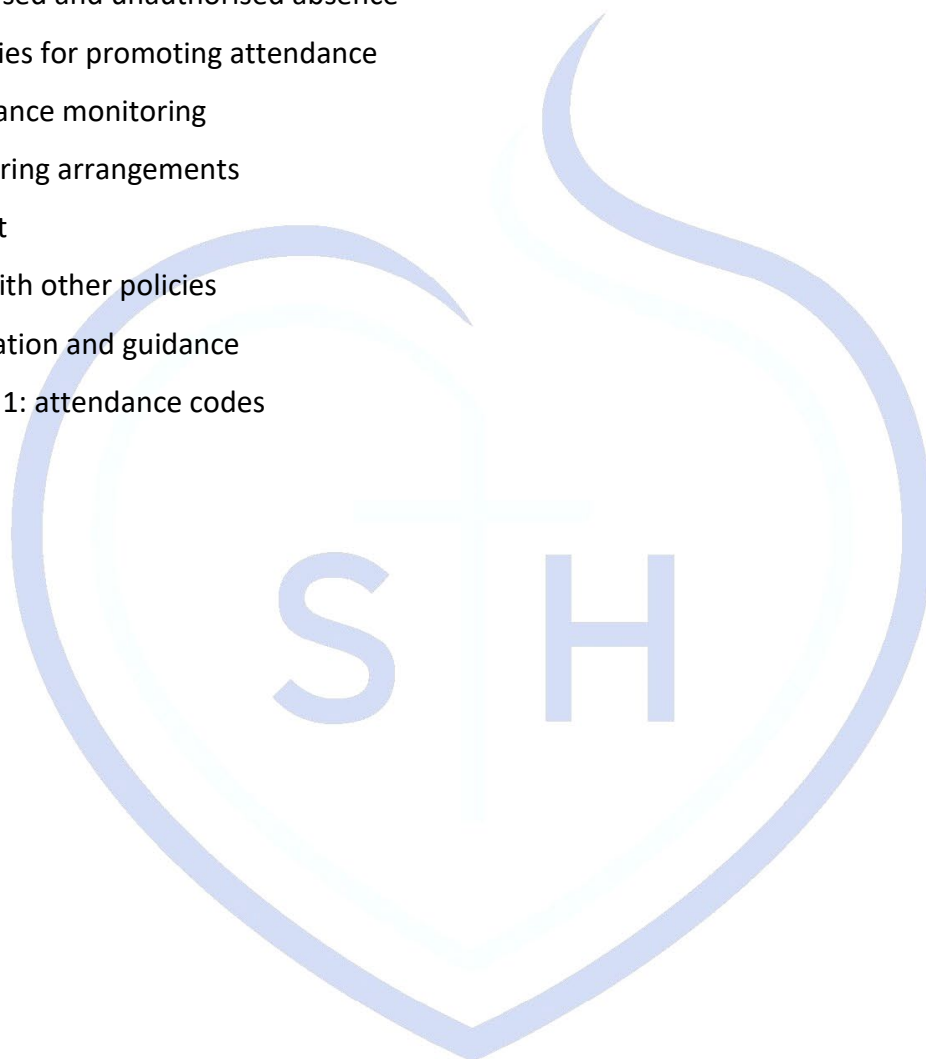 sed and unauthorised absence
ies for promoting attendance
ance monitoring
ring arrangements
t
ith other policies
ation and guidance
1: attendance codes
S H